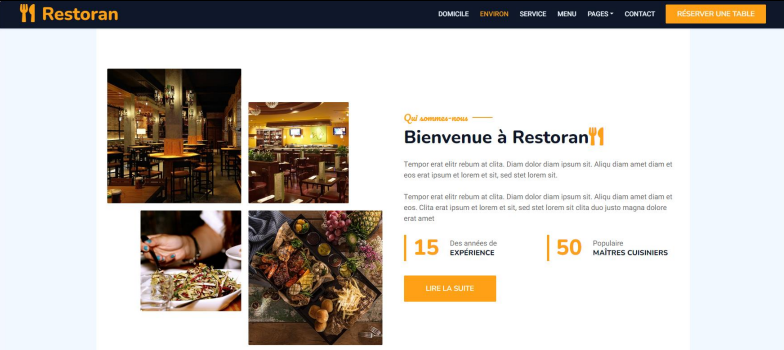 Restoran
DOMICILE ENVIRON SERVICE MENU PAGES CONTACT RÉSERVER UNE TABLE
Qui sommes-nous
Bienvenue à Restoran
Tempor erat elitr rebum at clita. Diam dolor diam ipsum sit. Aliqu diam amet diam et
eos erat ipsum et lorem et sit, sed stet lorem sit.
Tempor erat elitr rebum at clita. Diam dolor diam ipsum sit. Aliqu diam amet diam et
eos. Clita erat ipsum et lorem et sit, sed stet lorem sit clita duo justo magna dolore
erat amet
15 Des années de
EXPÉRIENCE
50 Populaire
MAÎTRES CUISINIERS
LIRE LA SUITE